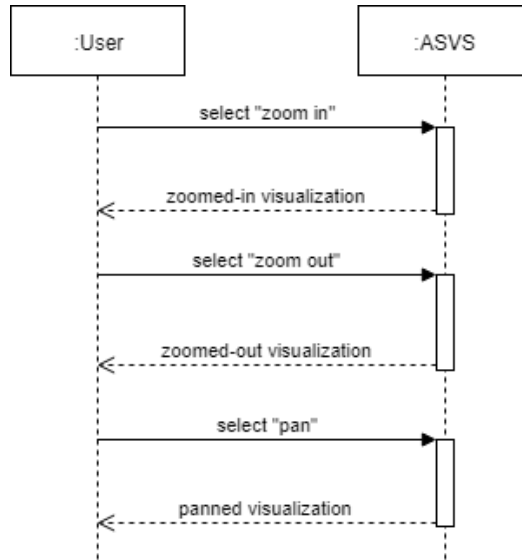 :User
:ASVS
select "zoom in"
zoomed-in visualization
select "zoom out"
zoomed-out visualization
select "pan"
panned visualization